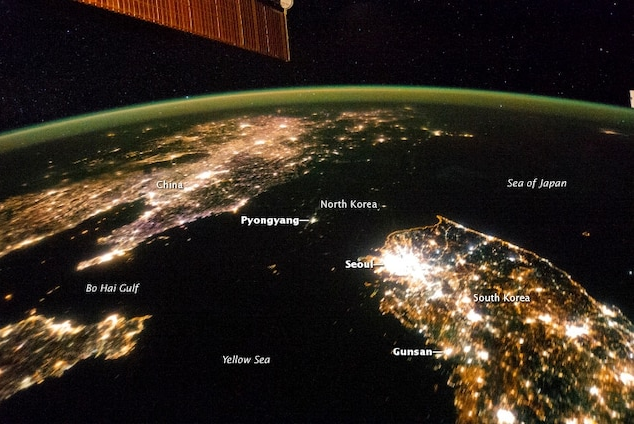 China
Sea of Japan
North Korea
Pyongyang
Seoul
Bo Hai Gulf
South Korea
Gunsan
Yellow Sea